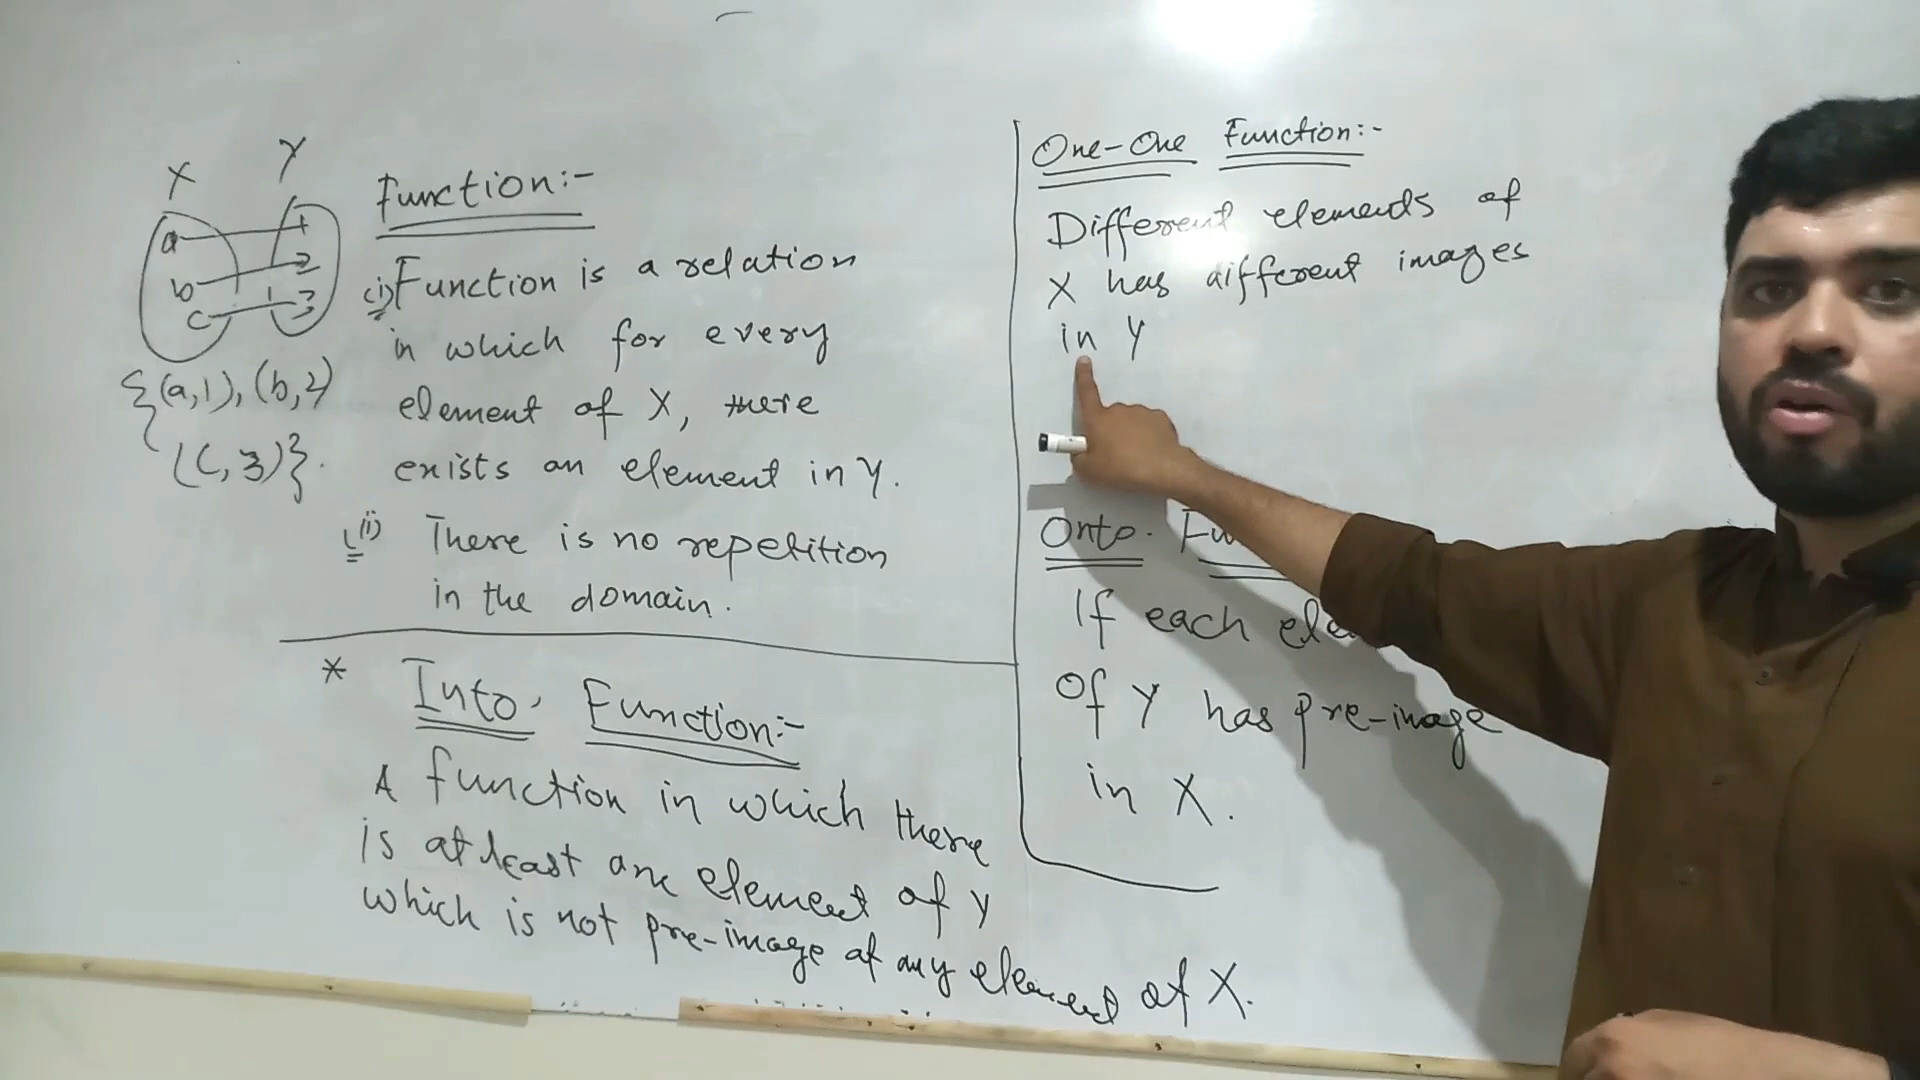 X Y
a 1
b 2
c 3
{(a,1), (b,2)
(c,3)}.
Function:-
(i) Function is a relation
in which for every
element of X, there
exists an element in Y.
(ii) There is no repetition
in the domain.
* Into Function:-
A function in which there
is at least one element of Y
which is not pre-image of any element of X.
One-One Function:-
Different elements of
X has different images
in Y
Onto Fu
If each ele
Of Y has pre-image
in X.